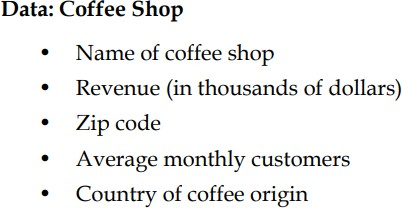 Data: Coffee Shop
• Name of coffee shop
• Revenue (in thousands of dollars)
• Zip code
• Average monthly customers
• Country of coffee origin